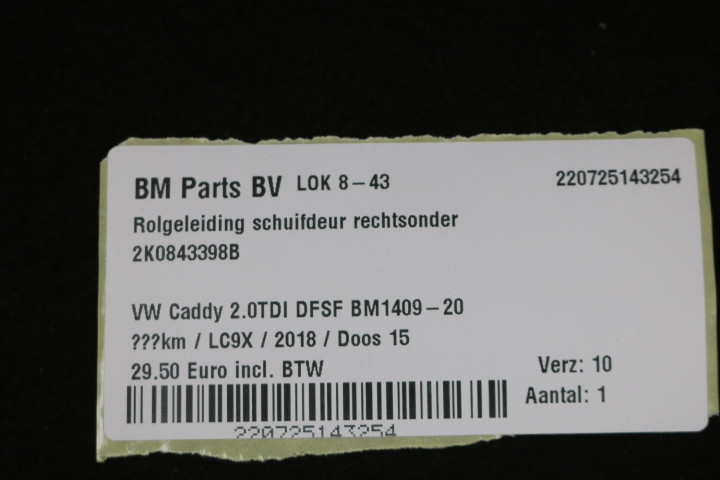 BM Parts BV LOK 8-43 220725143254
Rolgeleiding schuifdeur rechtsonder
2K0843398B
VW Caddy 2.0TDI DFSF BM1409-20
???km / LC9X / 2018 / Doos 15
29.50 Euro incl. BTW Verz: 10
Aantal: 1
220725143254